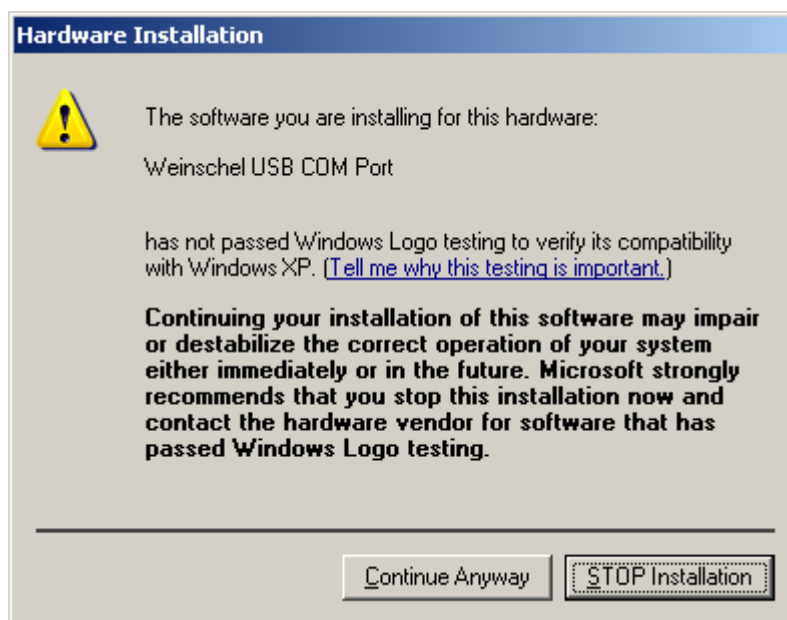 Hardware Installation
The software you are installing for this hardware:
Weinschel USB COM Port
has not passed Windows Logo testing to verify its compatibility
with Windows XP. (Tell me why this testing is important.)
Continuing your installation of this software may impair
or destabilize the correct operation of your system
either immediately or in the future. Microsoft strongly
recommends that you stop this installation now and
contact the hardware vendor for software that has
passed Windows Logo testing.
Continue Anyway
STOP Installation